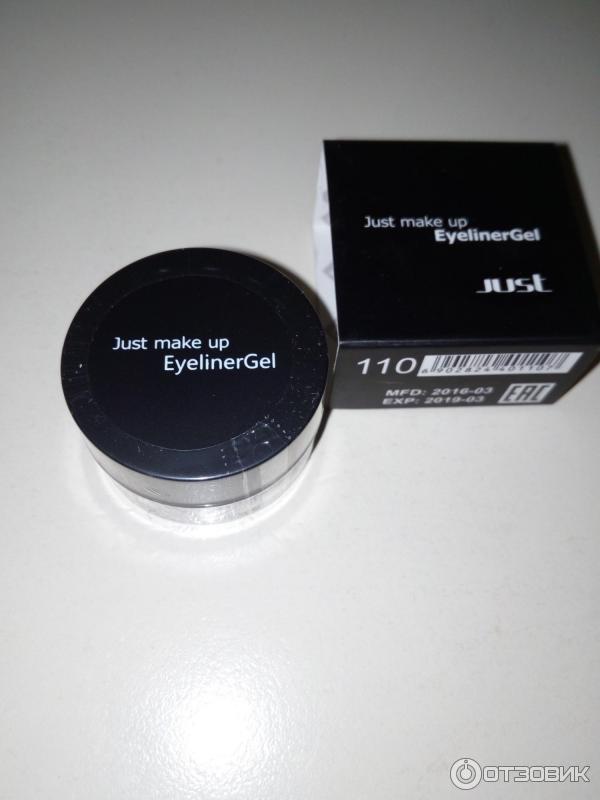 Just make up
EyelinerGel
Just make up
EyelinerGel
JUST
110
MFD: 2016-03
EXP: 2019-03
EAC
ОТЗОВИК